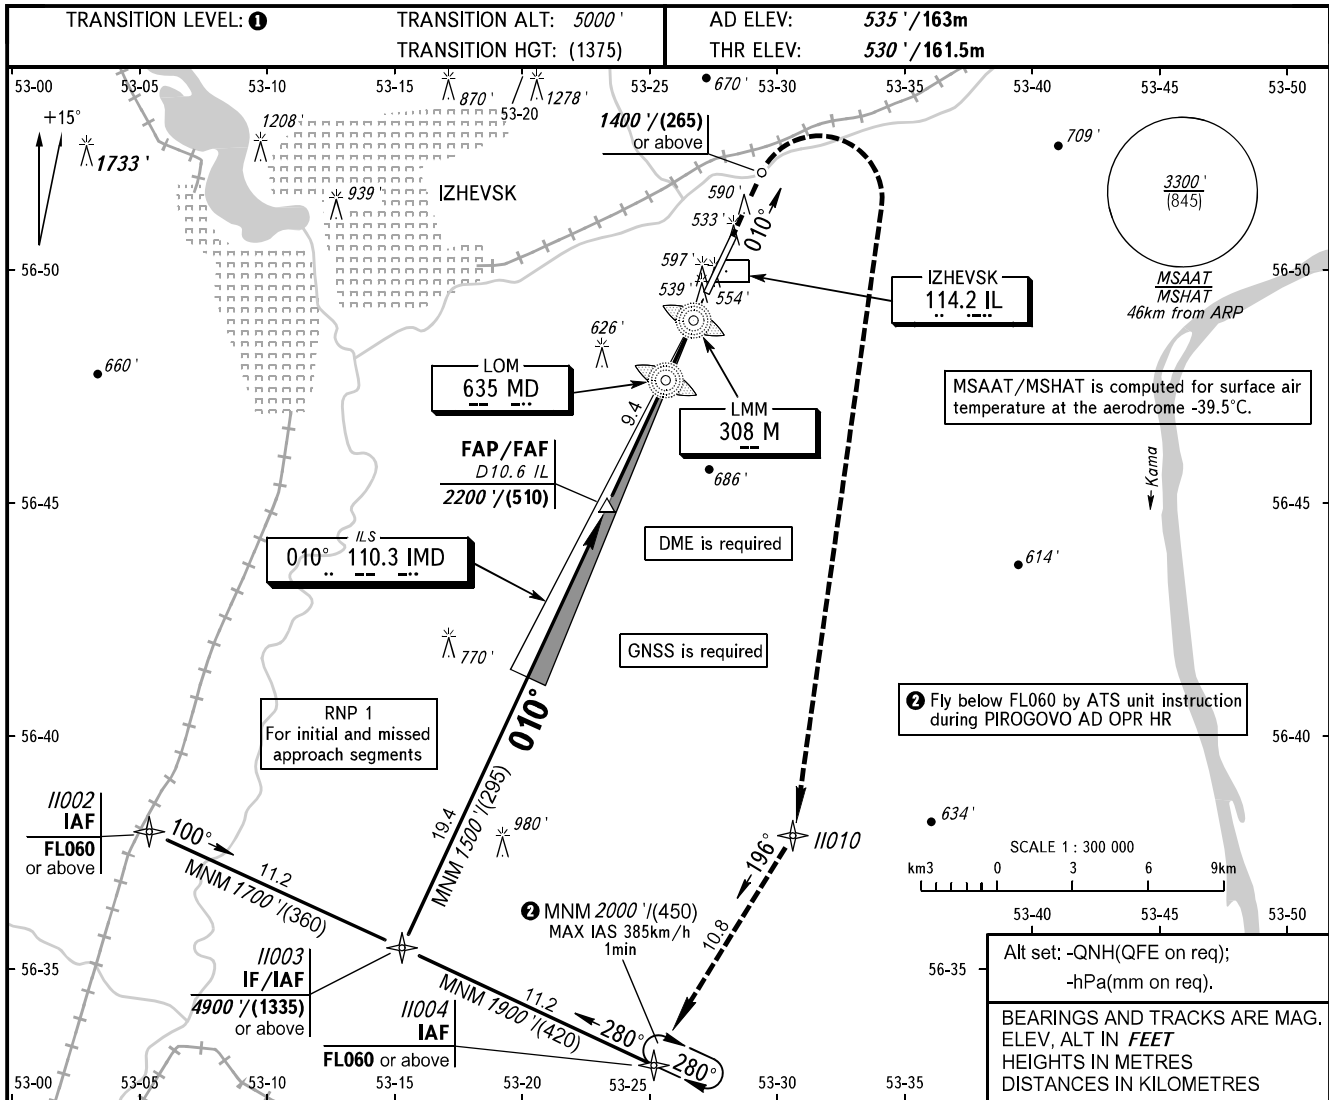 TRANSITION LEVEL: ❶
TRANSITION ALT: 5000'
TRANSITION HGT: (1375)
AD ELEV: 535'/163m
THR ELEV: 530'/161.5m
53-00 53-05 53-10 53-15 53-20 53-25 53-30 53-35 53-40 53-45 53-50
+15°
1733'
1208'
939'
870'
1278'
670'
709'
IZHEVSK
1400'/(265)
or above
590'
533'
010°
597'
539'
554'
3300'
(845)
MSAAT
MSHAT
46km from ARP
56-50
56-50
IZHEVSK
114.2 IL
660'
626'
LOM
635 MD
LMM
308 M
MSAAT/MSHAT is computed for surface air
temperature at the aerodrome -39.5°C.
9.4
FAP/FAF
D10.6 IL
2200'/(510)
686'
Kama
56-45
56-45
ILS
010° 110.3 IMD
DME is required
614'
770'
GNSS is required
RNP 1
For initial and missed
approach segments
010°
❷ Fly below FL060 by ATS unit instruction
during PIROGOVO AD OPR HR
56-40
56-40
II002
IAF
FL060
or above
100°
11.2
MNM 1700'/(360)
19.4
MNM 1500'/(295)
980'
II010
634'
SCALE 1 : 300 000
km3 0 3 6 9km
196°
10.8
❷ MNM 2000'/(450)
MAX IAS 385km/h
1min
53-40 53-45 53-50
II003
IF/IAF
4900'/(1335)
or above
56-35
56-35
11.2
MNM 1900'/(420)
II004
IAF
FL060 or above
280°
280°
Alt set: -QNH(QFE on req);
-hPa(mm on req).
BEARINGS AND TRACKS ARE MAG.
ELEV, ALT IN FEET
HEIGHTS IN METRES
DISTANCES IN KILOMETRES
53-00 53-05 53-10 53-15 53-20 53-25 53-30 53-35